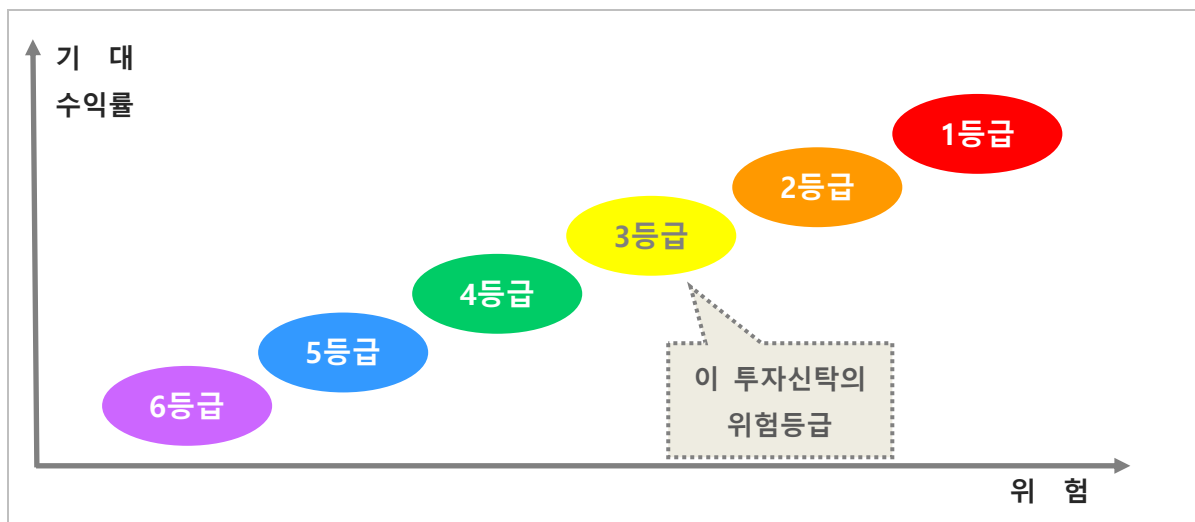 기 대
수익률
1등급
2등급
3등급
4등급
5등급
6등급
이 투자신탁의
위험등급
위 험